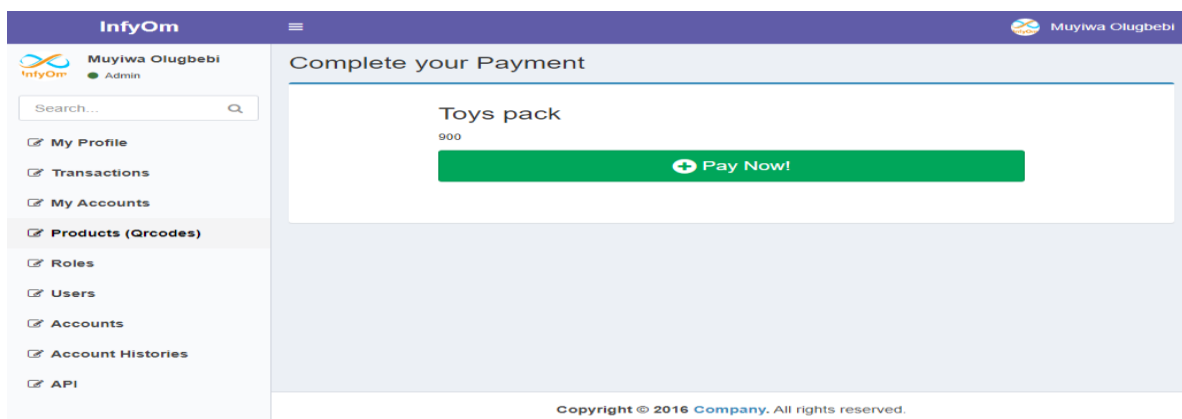 InfyOm
Muyiwa Olugbebi
InfyOm
Muyiwa Olugbebi
Admin
Search...
My Profile
Transactions
My Accounts
Products (Qrcodes)
Roles
Users
Accounts
Account Histories
API
Complete your Payment
Toys pack
900
Pay Now!
Copyright © 2016 Company. All rights reserved.